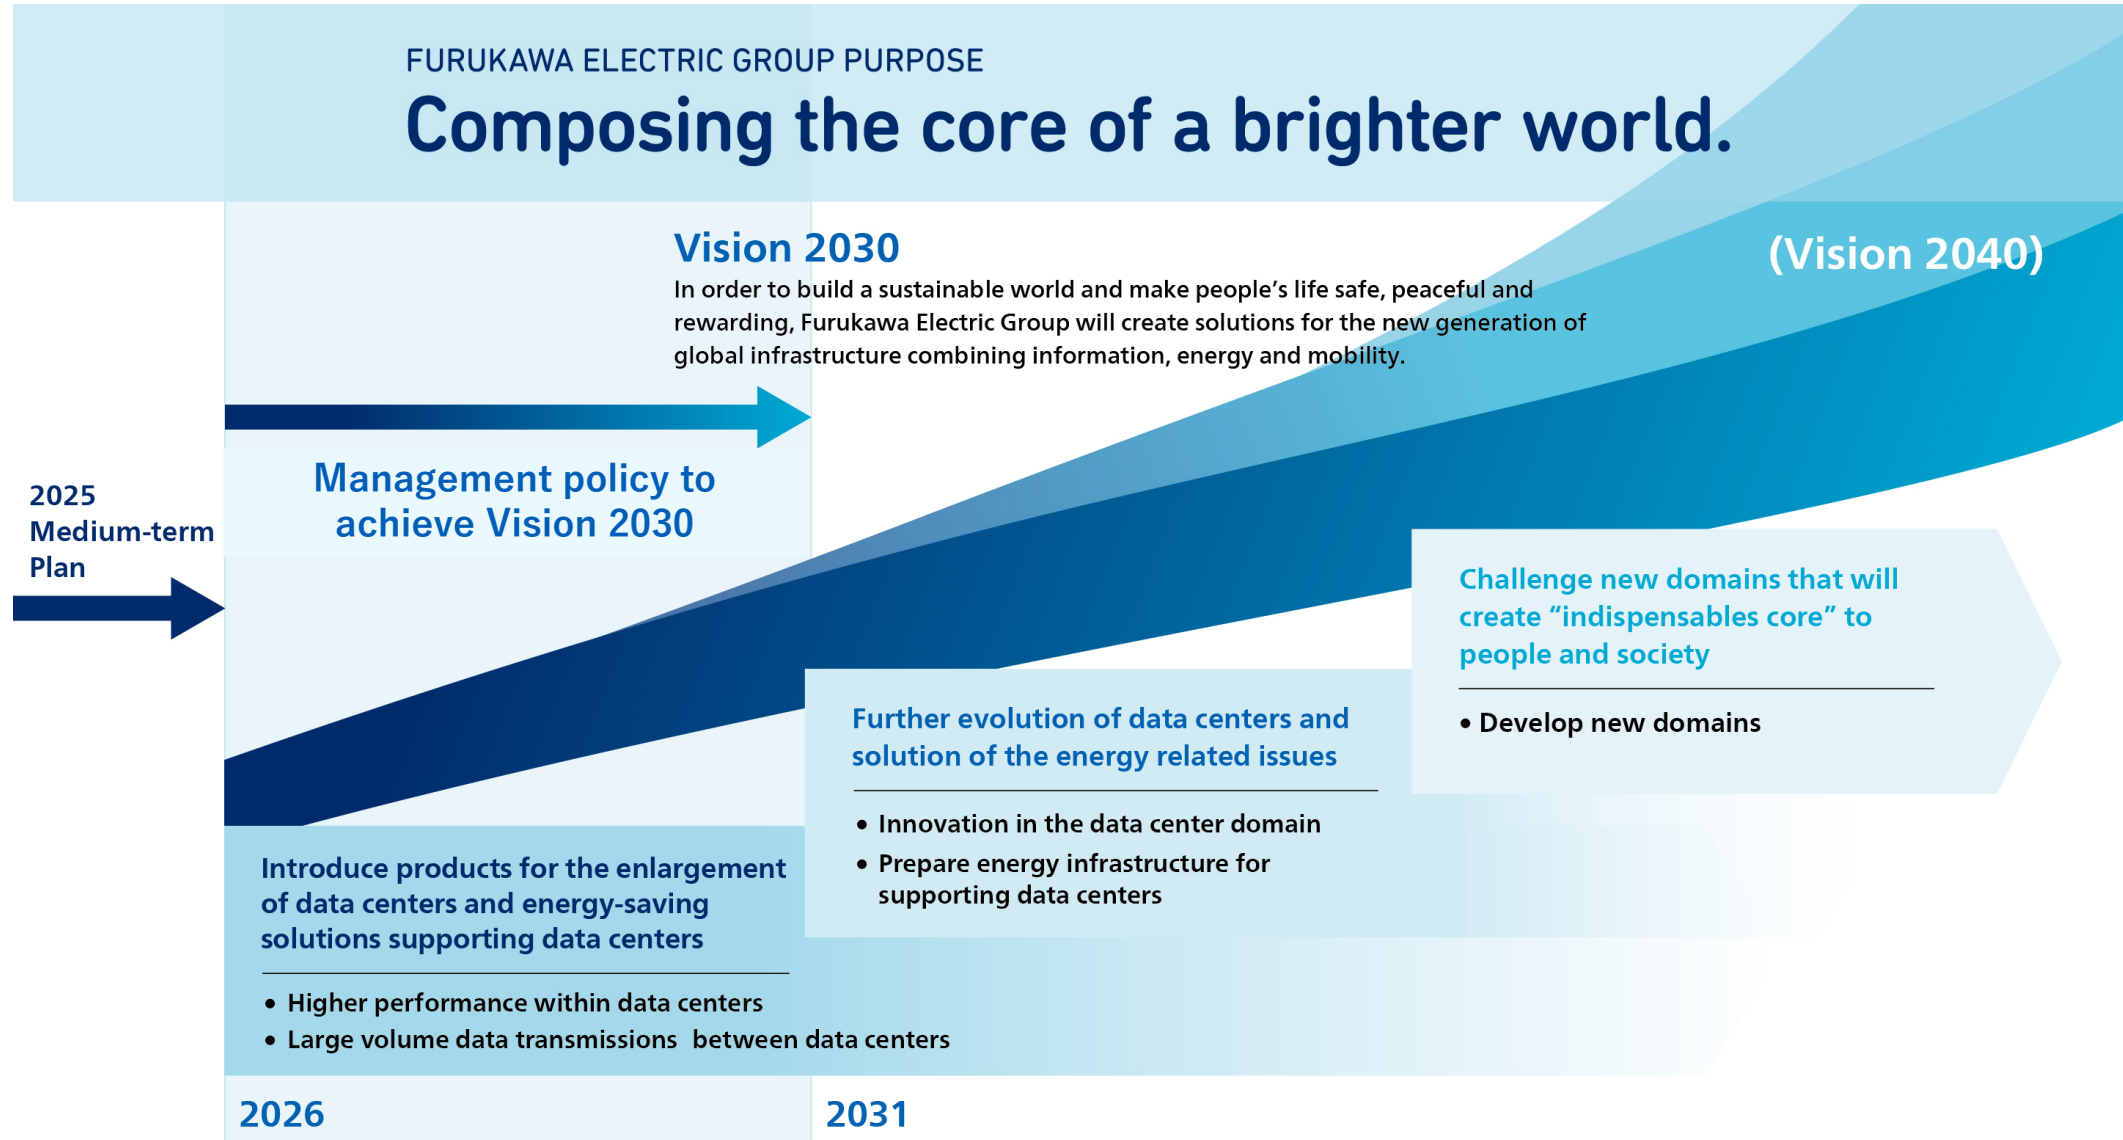 FURUKAWA ELECTRIC GROUP PURPOSE
Composing the core of a brighter world.
Vision 2030
In order to build a sustainable world and make people’s life safe, peaceful and
rewarding, Furukawa Electric Group will create solutions for the new generation of
global infrastructure combining information, energy and mobility.
(Vision 2040)
2025
Medium-term
Plan
Management policy to
achieve Vision 2030
Challenge new domains that will
create “indispensables core” to
people and society
• Develop new domains
Further evolution of data centers and
solution of the energy related issues
• Innovation in the data center domain
• Prepare energy infrastructure for
supporting data centers
Introduce products for the enlargement
of data centers and energy-saving
solutions supporting data centers
• Higher performance within data centers
• Large volume data transmissions between data centers
2026
2031